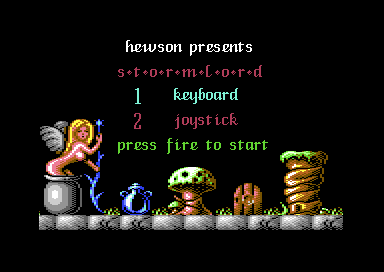 hewson presents
s·t·o·r·m·l·o·r·d
1 keyboard
2 joystick
press fire to start